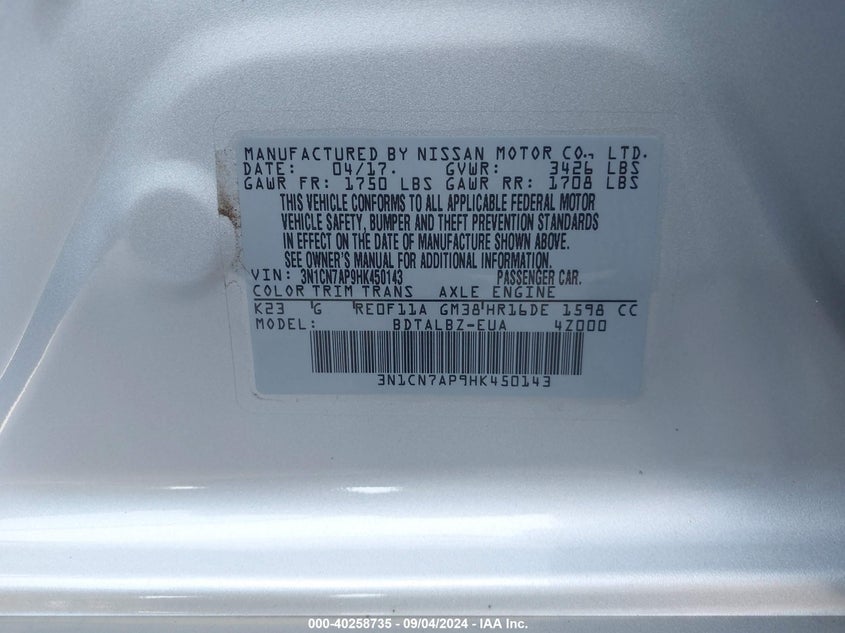 MANUFACTURED BY NISSAN MOTOR CO., LTD.
DATE: 04/17. GVWR: 3426 LBS
GAWR FR: 1750 LBS GAWR RR: 1708 LBS
THIS VEHICLE CONFORMS TO ALL APPLICABLE FEDERAL MOTOR
VEHICLE SAFETY, BUMPER AND THEFT PREVENTION STANDARDS
IN EFFECT ON THE DATE OF MANUFACTURE SHOWN ABOVE.
SEE OWNER'S MANUAL FOR ADDITIONAL INFORMATION.
VIN: 3N1CN7AP9HK450143 PASSENGER CAR.
COLOR TRIM TRANS AXLE ENGINE
K23 G RE0F11A GM38 HR16DE 1598 CC
MODEL: BDTALBZ-EUA 4Z000
3N1CN7AP9HK450143
000-40258735 - 09/04/2024 - IAA Inc.